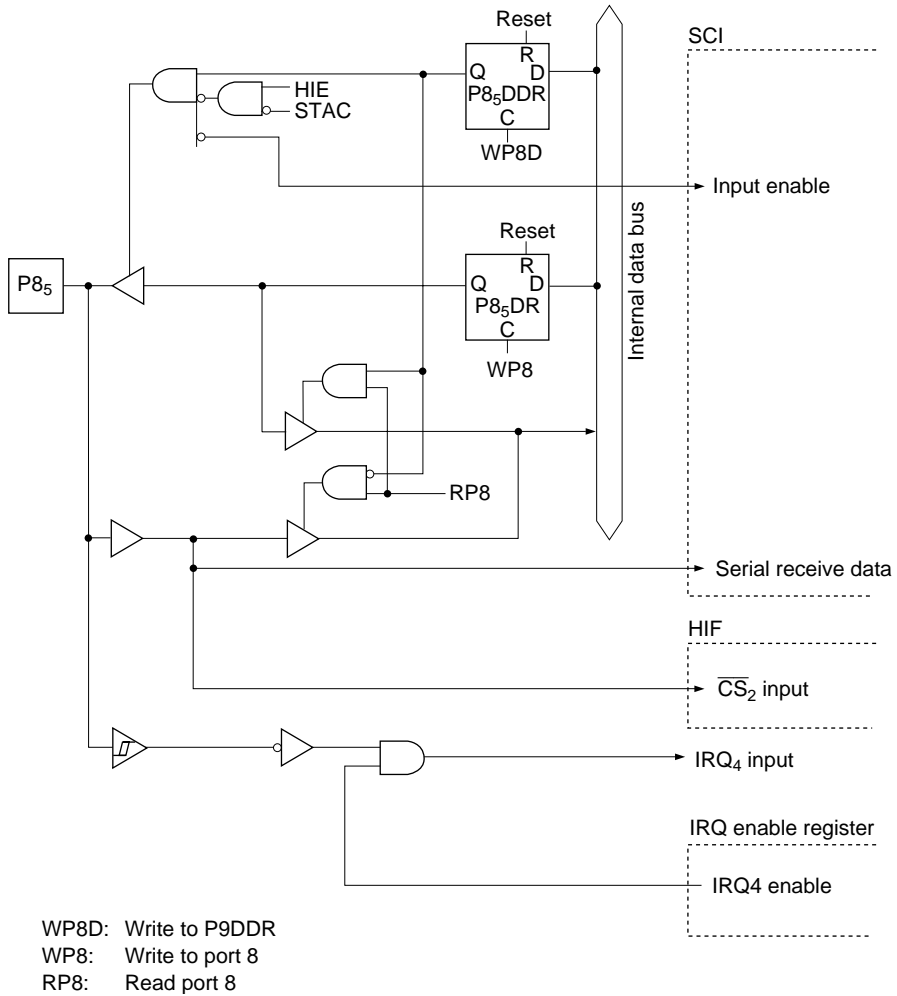 Reset
SCI
R
Q D
HIE
P8₅DDR
STAC
C
WP8D
Input enable
Internal data bus
Reset
R
P8₅
Q D
P8₅DR
C
WP8
RP8
Serial receive data
HIF
C̅S̅₂ input
IRQ₄ input
IRQ enable register
IRQ4 enable
WP8D: Write to P9DDR
WP8: Write to port 8
RP8: Read port 8